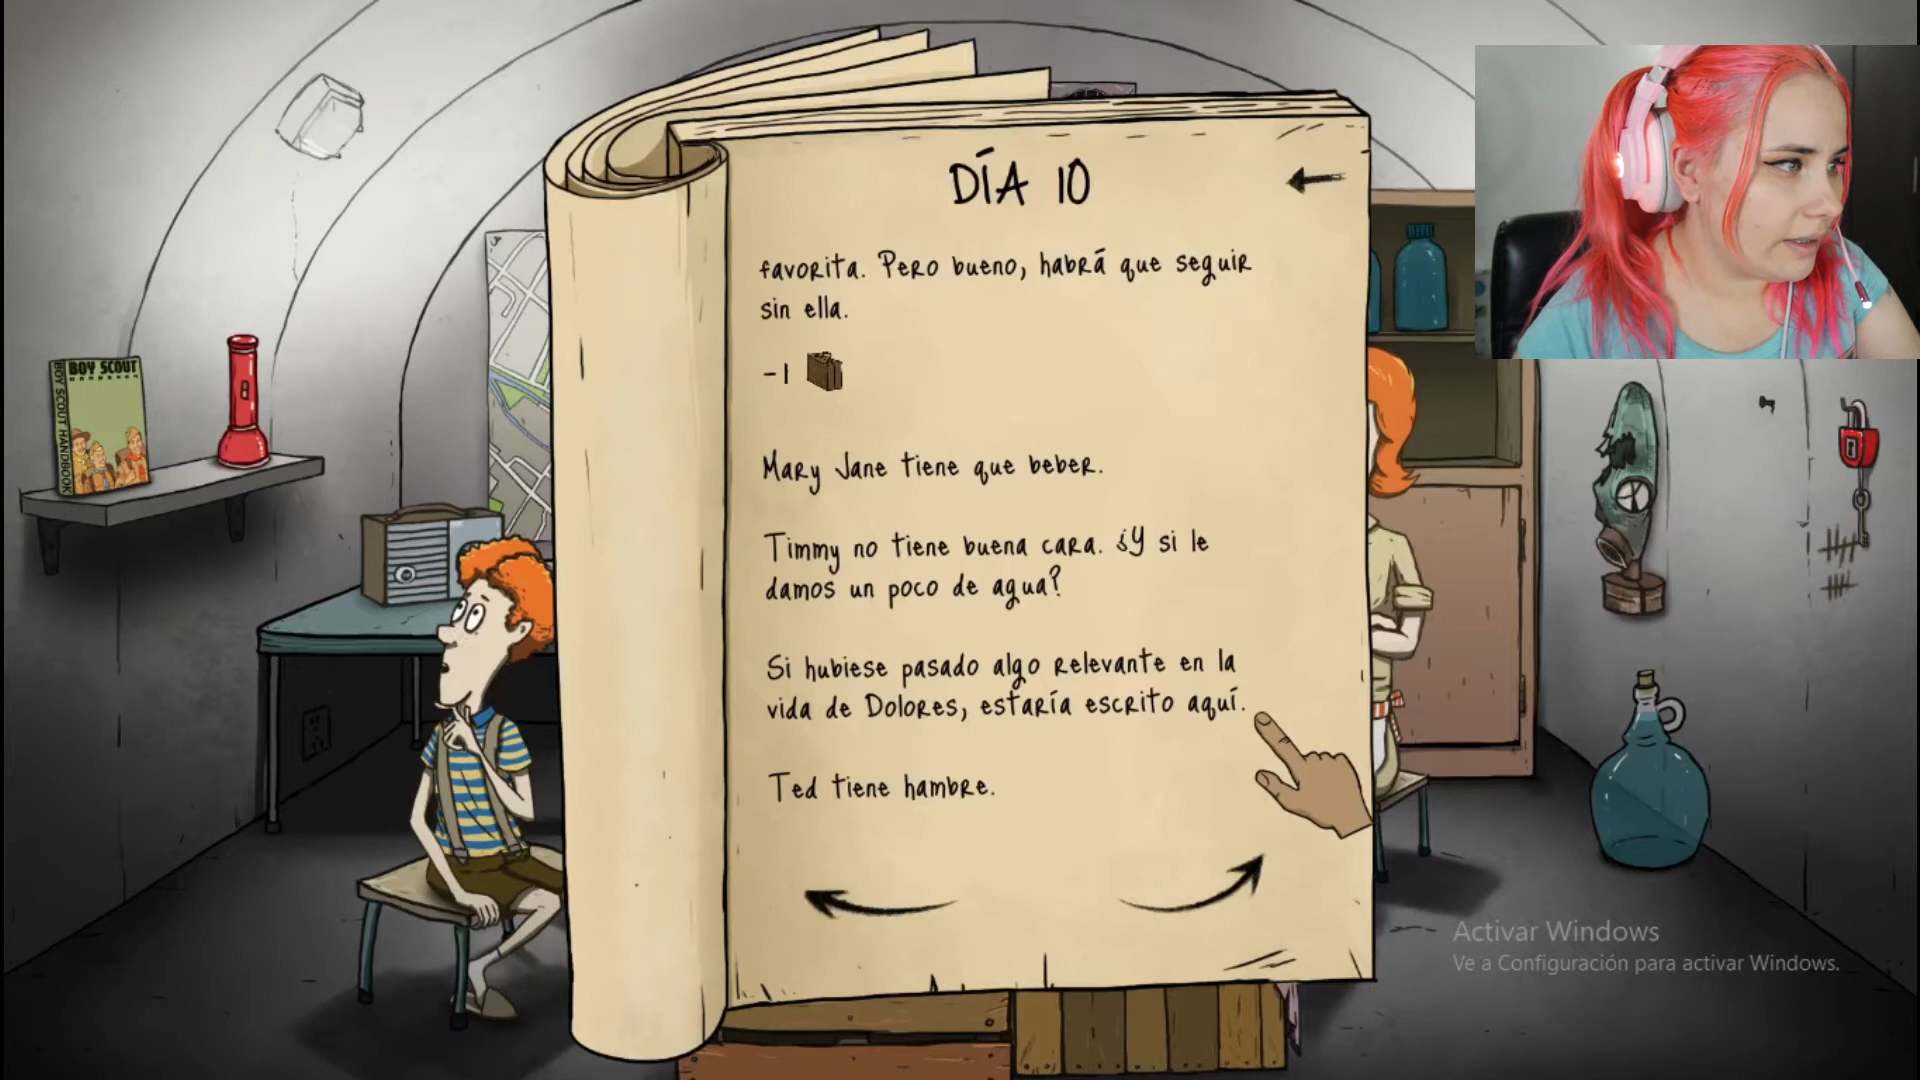 DÍA 10
favorita. Pero bueno, habrá que seguir
sin ella.
-1
Mary Jane tiene que beber.
Timmy no tiene buena cara. ¿Y si le
damos un poco de agua?
Si hubiese pasado algo relevante en la
vida de Dolores, estaría escrito aquí.
Ted tiene hambre.
BOY SCOUT
HANDBOOK
BOY SCOUT HANDBOOK
Activar Windows
Ve a Configuración para activar Windows.